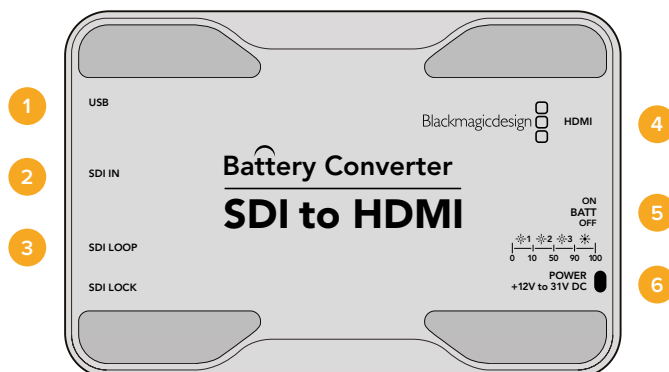 1
USB
2
SDI IN
3
SDI LOOP
SDI LOCK
Battery Converter
SDI to HDMI
Blackmagicdesign
HDMI
4
ON
BATT
OFF
5
1 2 3
0 10 50 90 100
POWER
+12V to 31V DC
6